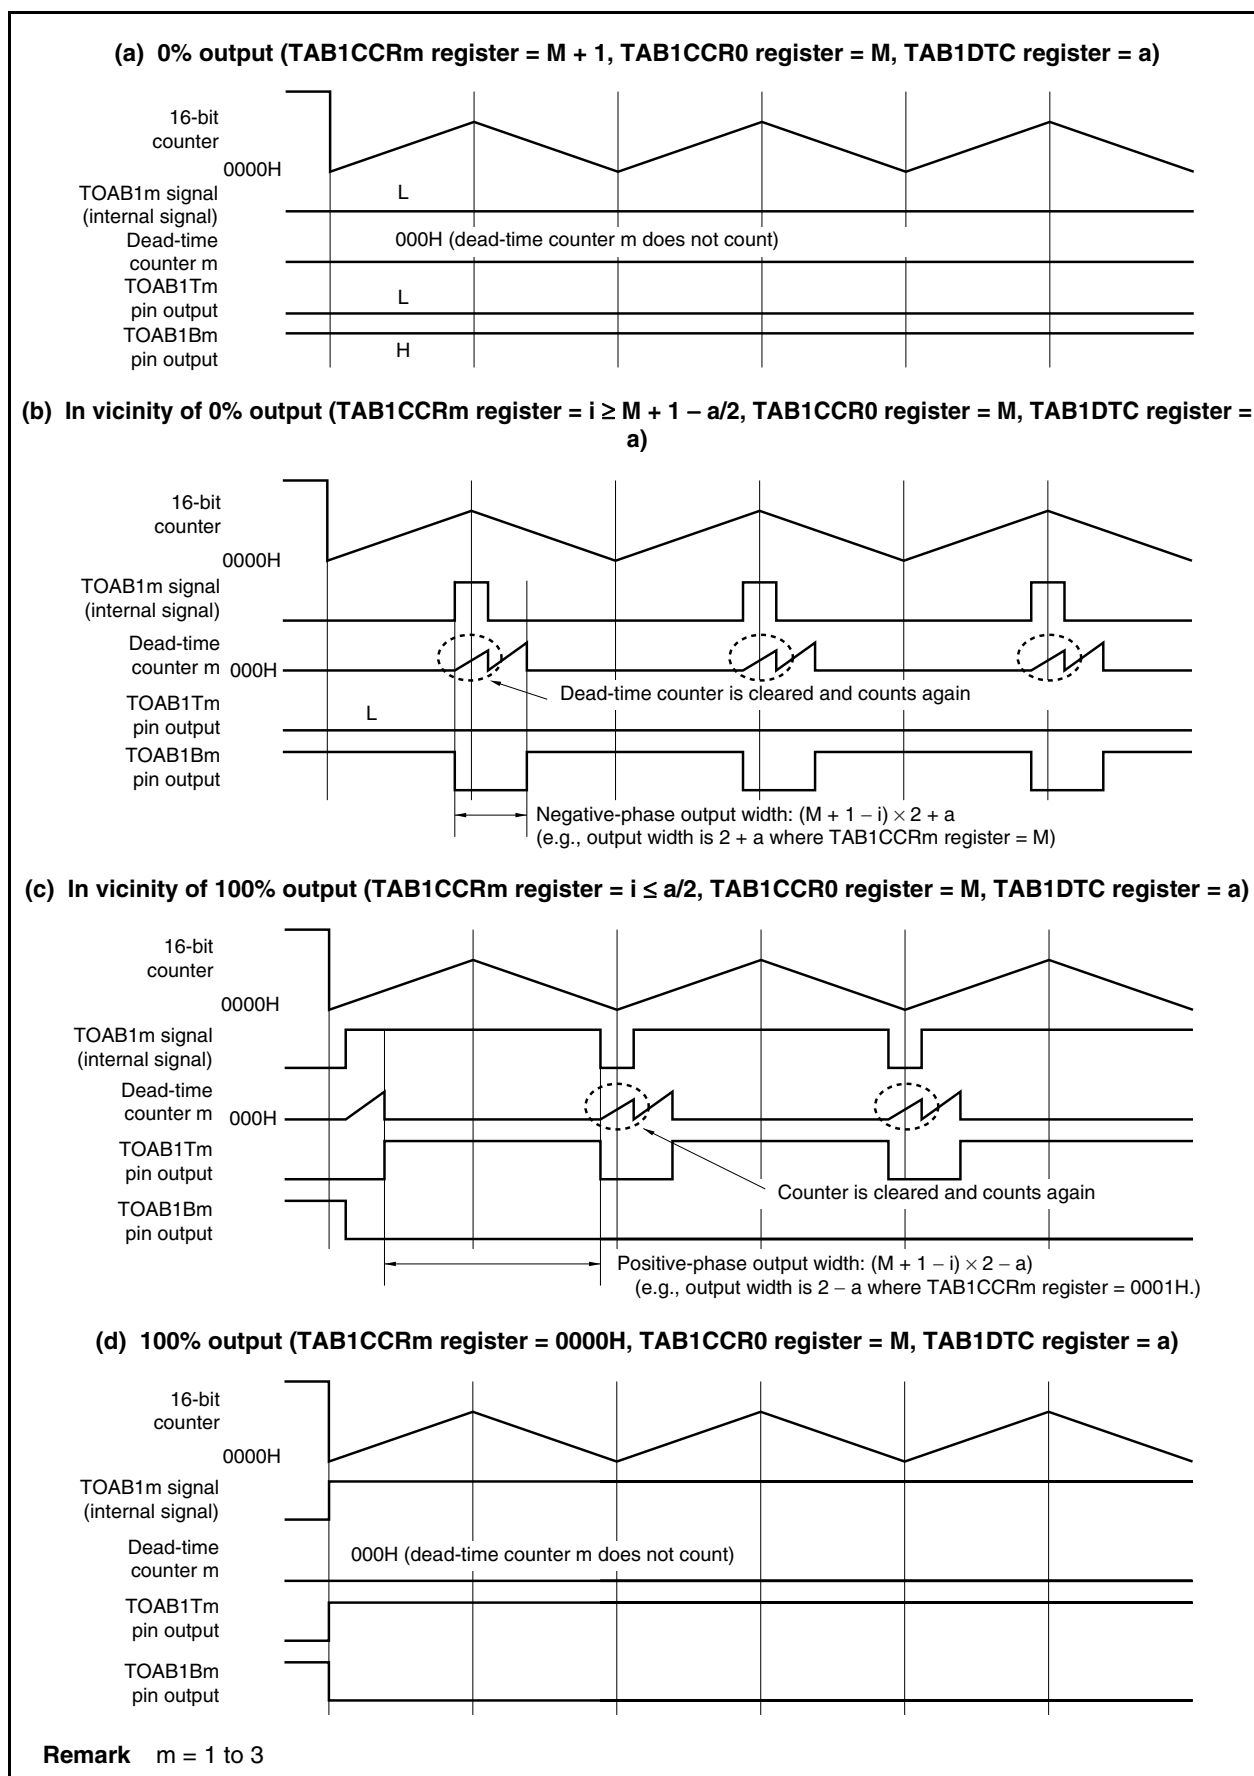 (a) 0% output (TAB1CCRm register = M + 1, TAB1CCR0 register = M, TAB1DTC register = a)
16-bit
counter
0000H
TOAB1m signal
(internal signal)
L
Dead-time
counter m
000H (dead-time counter m does not count)
TOAB1Tm
pin output
L
TOAB1Bm
pin output
H
(b) In vicinity of 0% output (TAB1CCRm register = i ≥ M + 1 – a/2, TAB1CCR0 register = M, TAB1DTC register =
a)
16-bit
counter
0000H
TOAB1m signal
(internal signal)
Dead-time
counter m
000H
Dead-time counter is cleared and counts again
TOAB1Tm
pin output
L
TOAB1Bm
pin output
Negative-phase output width: (M + 1 – i) × 2 + a
(e.g., output width is 2 + a where TAB1CCRm register = M)
(c) In vicinity of 100% output (TAB1CCRm register = i ≤ a/2, TAB1CCR0 register = M, TAB1DTC register = a)
16-bit
counter
0000H
TOAB1m signal
(internal signal)
Dead-time
counter m
000H
TOAB1Tm
pin output
Counter is cleared and counts again
TOAB1Bm
pin output
Positive-phase output width: (M + 1 – i) × 2 – a)
(e.g., output width is 2 – a where TAB1CCRm register = 0001H.)
(d) 100% output (TAB1CCRm register = 0000H, TAB1CCR0 register = M, TAB1DTC register = a)
16-bit
counter
0000H
TOAB1m signal
(internal signal)
Dead-time
counter m
000H (dead-time counter m does not count)
TOAB1Tm
pin output
TOAB1Bm
pin output
Remark m = 1 to 3